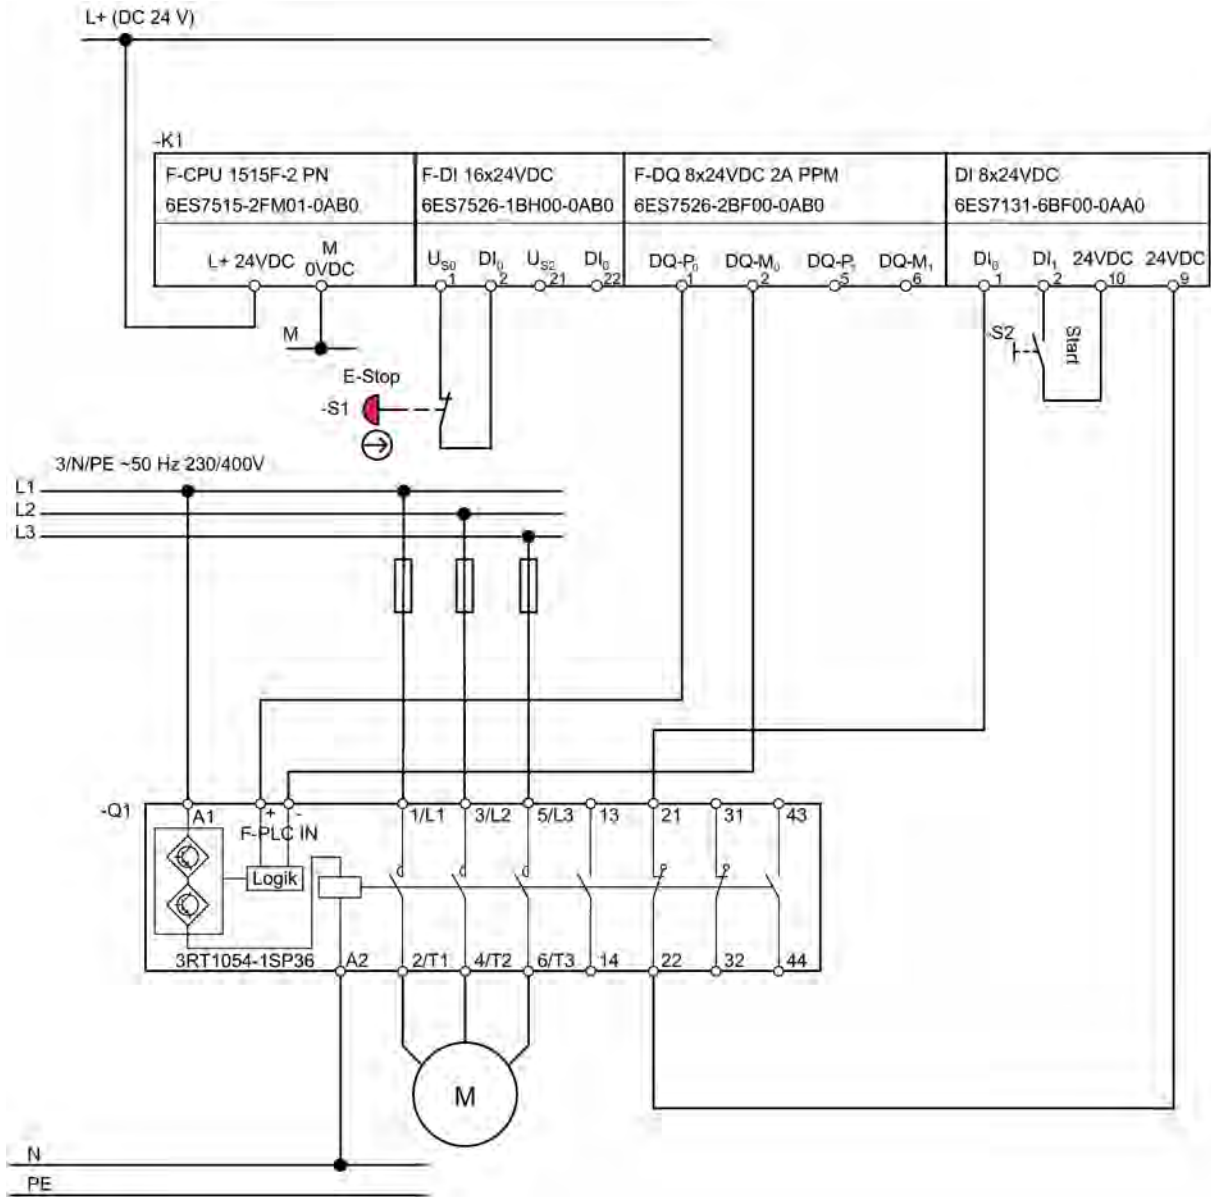 L+ (DC 24 V)
-K1
F-CPU 1515F-2 PN
6ES7515-2FM01-0AB0
F-DI 16x24VDC
6ES7526-1BH00-0AB0
F-DQ 8x24VDC 2A PPM
6ES7526-2BF00-0AB0
DI 8x24VDC
6ES7131-6BF00-0AA0
L+ 24VDC
M
0VDC
US0 DI0 US2 DI0
1 2 21 22
DQ-P0 DQ-M0 DQ-P1 DQ-M1
1 2 5 6
DI0 DI1 24VDC 24VDC
1 2 10 9
M
S2
Start
E-Stop
-S1
3/N/PE ~50 Hz 230/400V
L1
L2
L3
-Q1
A1 + - 1/L1 3/L2 5/L3 13 21 31 43
F-PLC IN
Logik
3RT1054-1SP36 A2 2/T1 4/T2 6/T3 14 22 32 44
M
N
PE